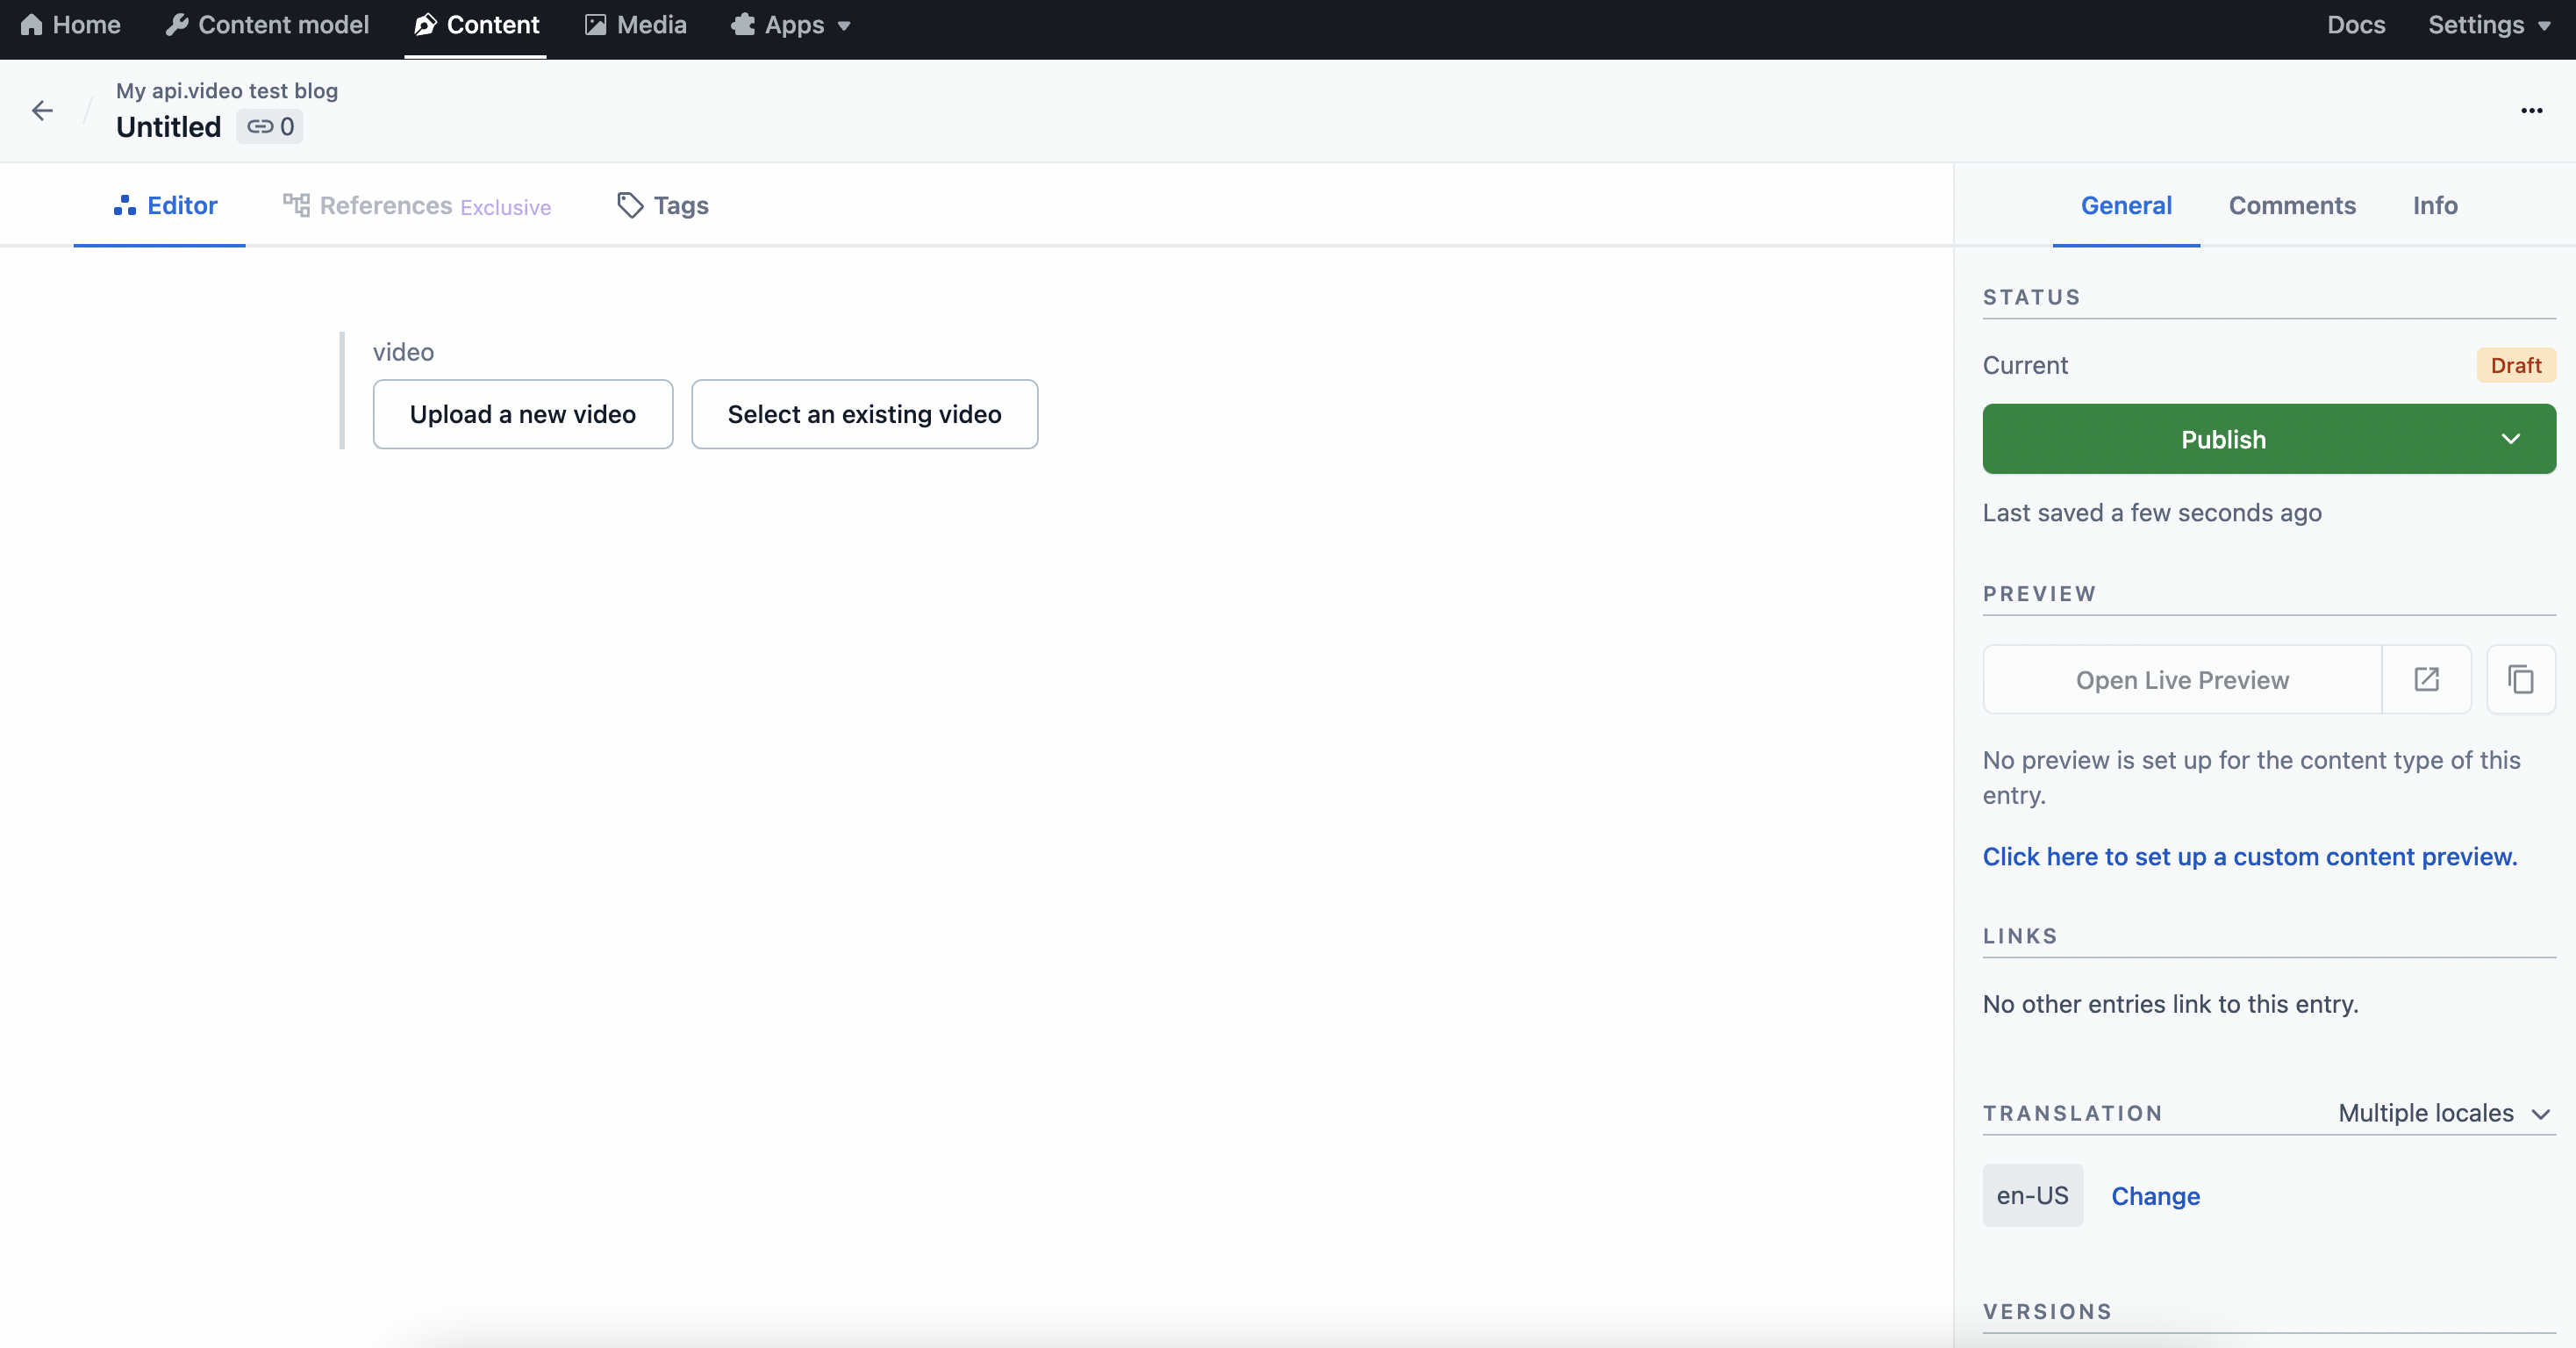 Home Content model Content Media Apps Docs Settings
My api.video test blog
Untitled 0
Editor References Exclusive Tags
General Comments Info
video
Upload a new video Select an existing video
STATUS
Current Draft
Publish
Last saved a few seconds ago
PREVIEW
Open Live Preview
No preview is set up for the content type of this
entry.
Click here to set up a custom content preview.
LINKS
No other entries link to this entry.
TRANSLATION Multiple locales
en-US Change
VERSIONS